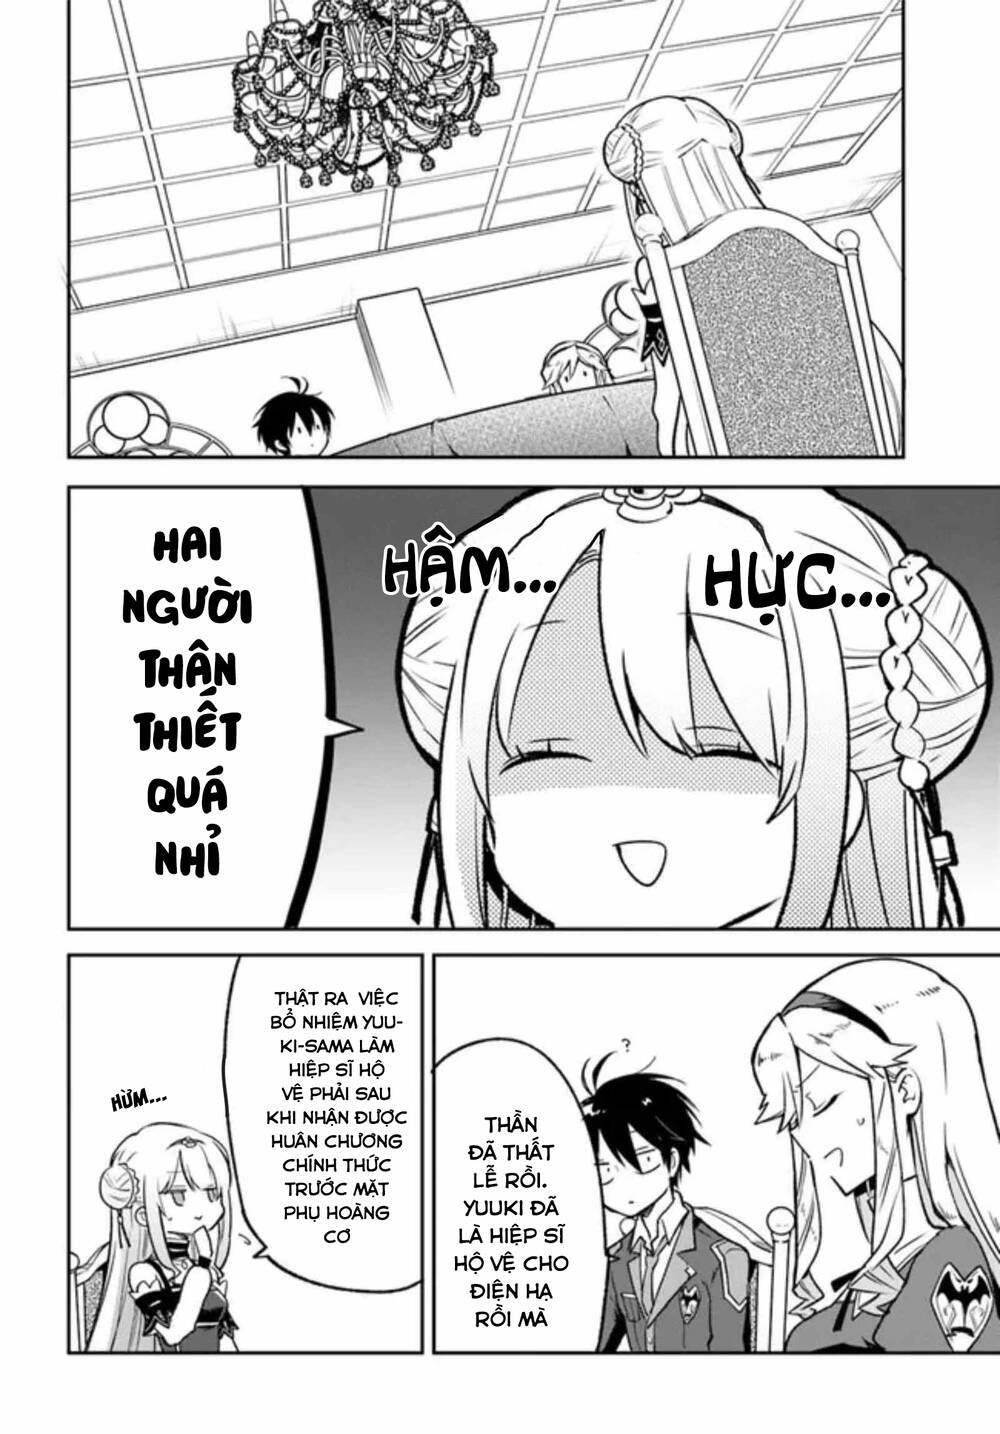 HẬM...
HỰC...
HAI
NGƯỜI
THÂN
THIẾT
QUÁ
NHỈ
?
THẦN
ĐÃ THẤT
LỄ RỒI.
YUUKI ĐÃ
LÀ HIỆP SĨ
HỘ VỆ CHO
ĐIỆN HẠ
RỒI MÀ
THẬT RA VIỆC
BỔ NHIỆM YUU-
KI-SAMA LÀM
HIỆP SĨ HỘ
VỆ PHẢI SAU
KHI NHẬN ĐƯỢC
HUÂN CHƯƠNG
CHÍNH THỨC
TRƯỚC MẶT
PHỤ HOÀNG
CƠ
HỪM...